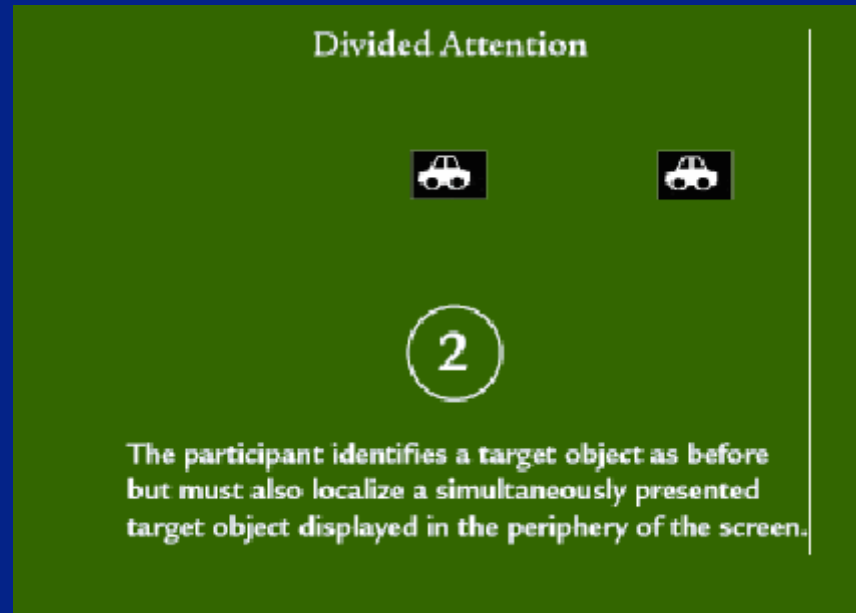 Divided Attention
2
The participant identifies a target object as before
but must also localize a simultaneously presented
target object displayed in the periphery of the screen.